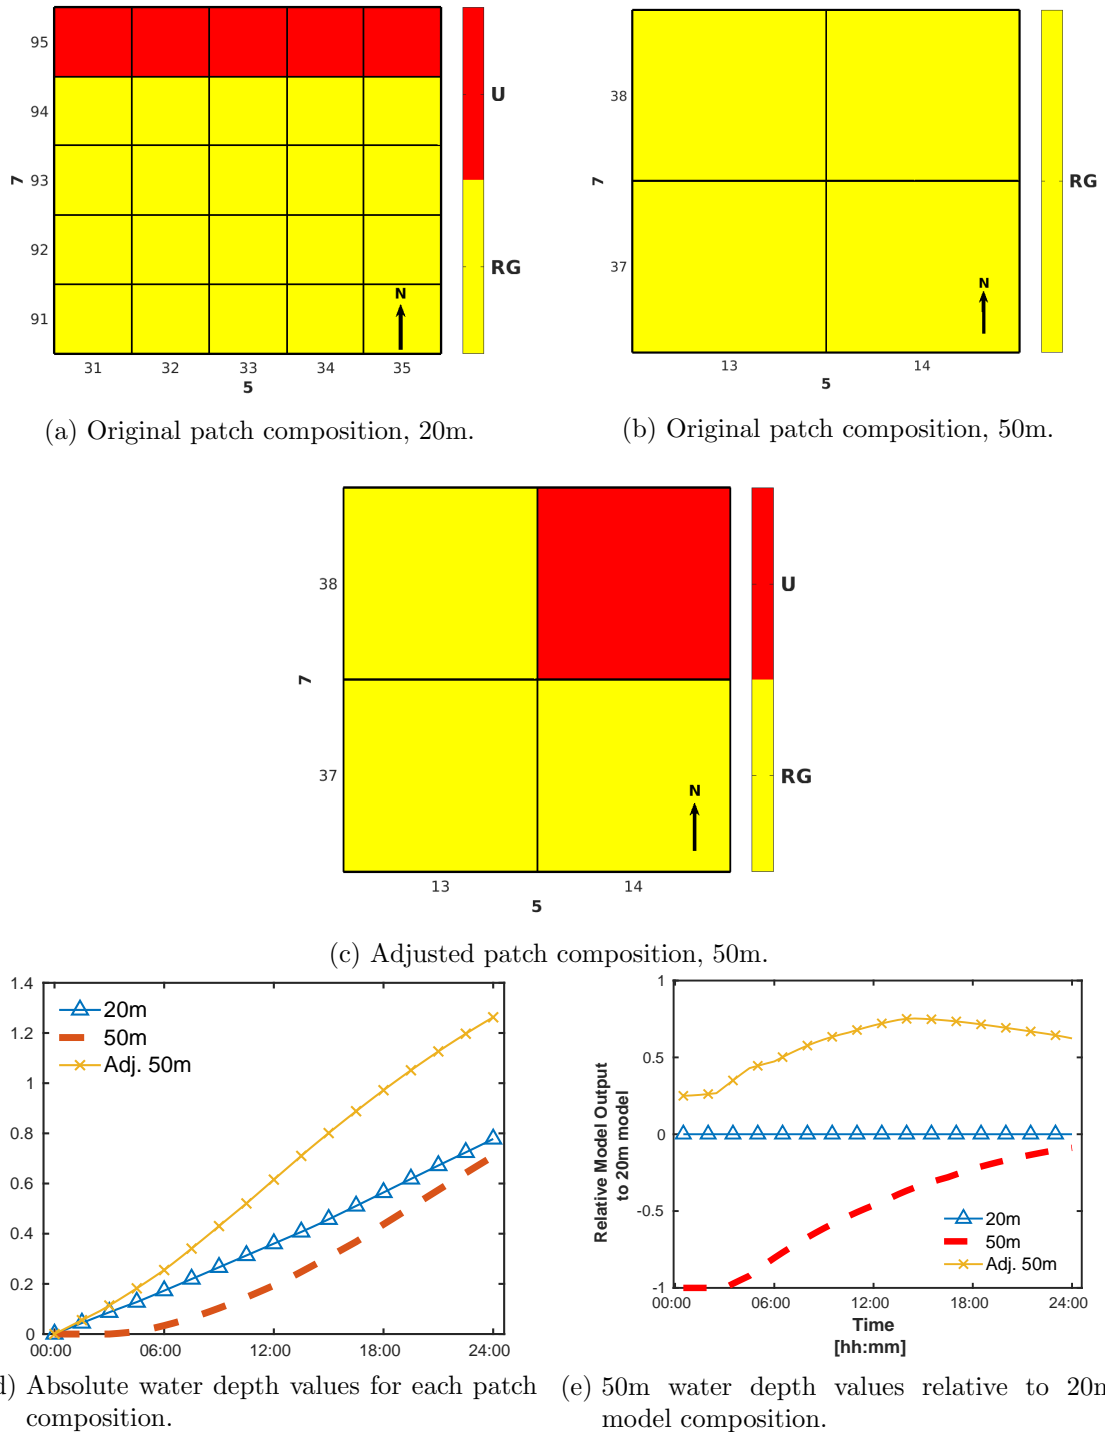 95
94
93
92
91
7
31 32 33 34 35
5
N
U
RG
38
37
7
13 14
5
N
RG
(a) Original patch composition, 20m.
(b) Original patch composition, 50m.
38
37
7
13 14
5
N
U
RG
(c) Adjusted patch composition, 50m.
1.4
1.2
1
0.8
0.6
0.4
0.2
0
00:00 06:00 12:00 18:00 24:00
20m
50m
Adj. 50m
1
0.5
0
-0.5
-1
Relative Model Output
to 20m model
00:00 06:00 12:00 18:00 24:00
Time
[hh:mm]
20m
50m
Adj. 50m
) Absolute water depth values for each patch
composition.
(e) 50m water depth values relative to 20m
model composition.